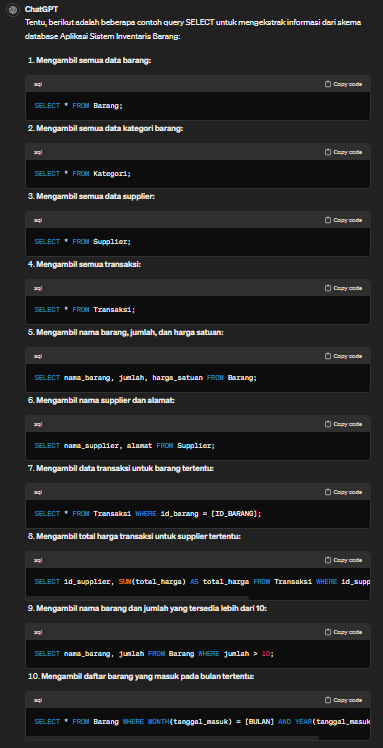 ChatGPT
Tentu, berikut adalah beberapa contoh query SELECT untuk mengekstrak informasi dari skema
database Aplikasi Sistem Inventaris Barang:
1. Mengambil semua data barang:
sql
Copy code
SELECT * FROM Barang;
2. Mengambil semua data kategori barang:
sql
Copy code
SELECT * FROM Kategori;
3. Mengambil semua data supplier:
sql
Copy code
SELECT * FROM Supplier;
4. Mengambil semua transaksi:
sql
Copy code
SELECT * FROM Transaksi;
5. Mengambil nama barang, jumlah, dan harga satuan:
sql
Copy code
SELECT nama_barang, jumlah, harga_satuan FROM Barang;
6. Mengambil nama supplier dan alamat:
sql
Copy code
SELECT nama_supplier, alamat FROM Supplier;
7. Mengambil data transaksi untuk barang tertentu:
sql
Copy code
SELECT * FROM Transaksi WHERE id_barang = [ID_BARANG];
8. Mengambil total harga transaksi untuk supplier tertentu:
sql
Copy code
SELECT id_supplier, SUM(total_harga) AS total_harga FROM Transaksi WHERE id_supp
9. Mengambil nama barang dan jumlah yang tersedia lebih dari 10:
sql
Copy code
SELECT nama_barang, jumlah FROM Barang WHERE jumlah > 10;
10. Mengambil daftar barang yang masuk pada bulan tertentu:
sql
Copy code
SELECT * FROM Barang WHERE MONTH(tanggal_masuk) = [BULAN] AND YEAR(tanggal_masuk